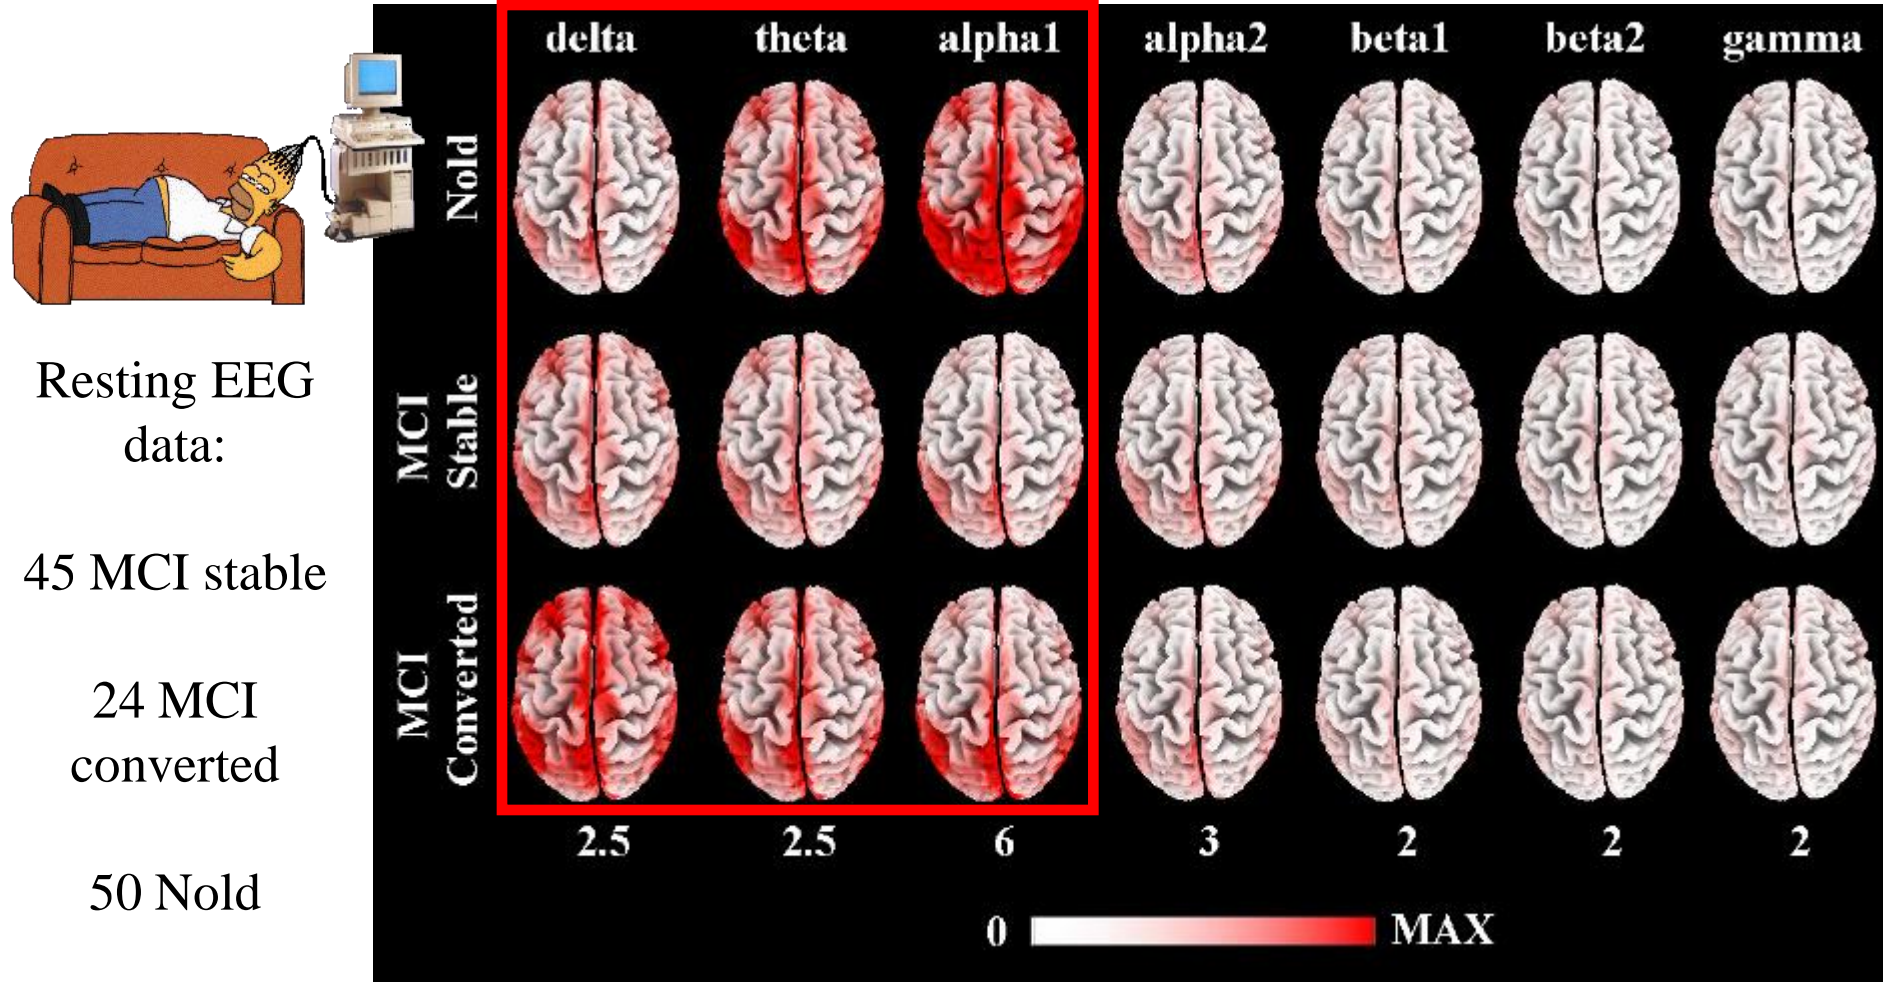 Resting EEG
data:
45 MCI stable
24 MCI
converted
50 Nold
delta theta alpha1 alpha2 beta1 beta2 gamma
Nold
MCI
Stable
MCI
Converted
2.5 2.5 6 3 2 2 2
0 MAX